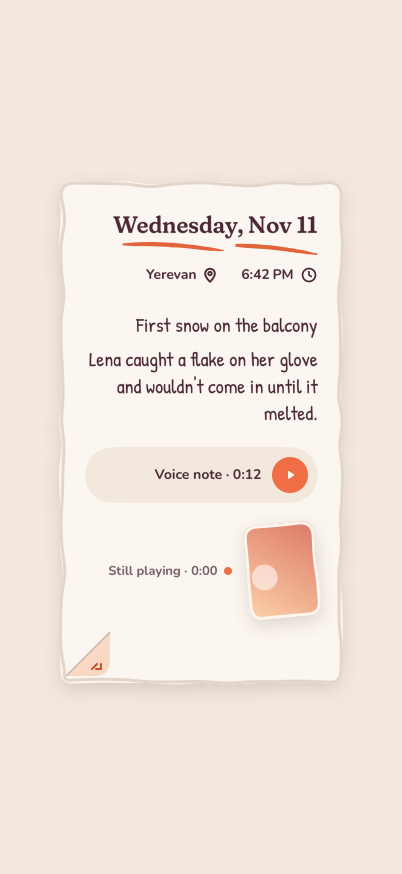 Wednesday, Nov 11
6:42 PM
Yerevan
First snow on the balcony
Lena caught a flake on her glove
and wouldn't come in until it
melted.
Voice note · 0:12
Still playing · 0:00